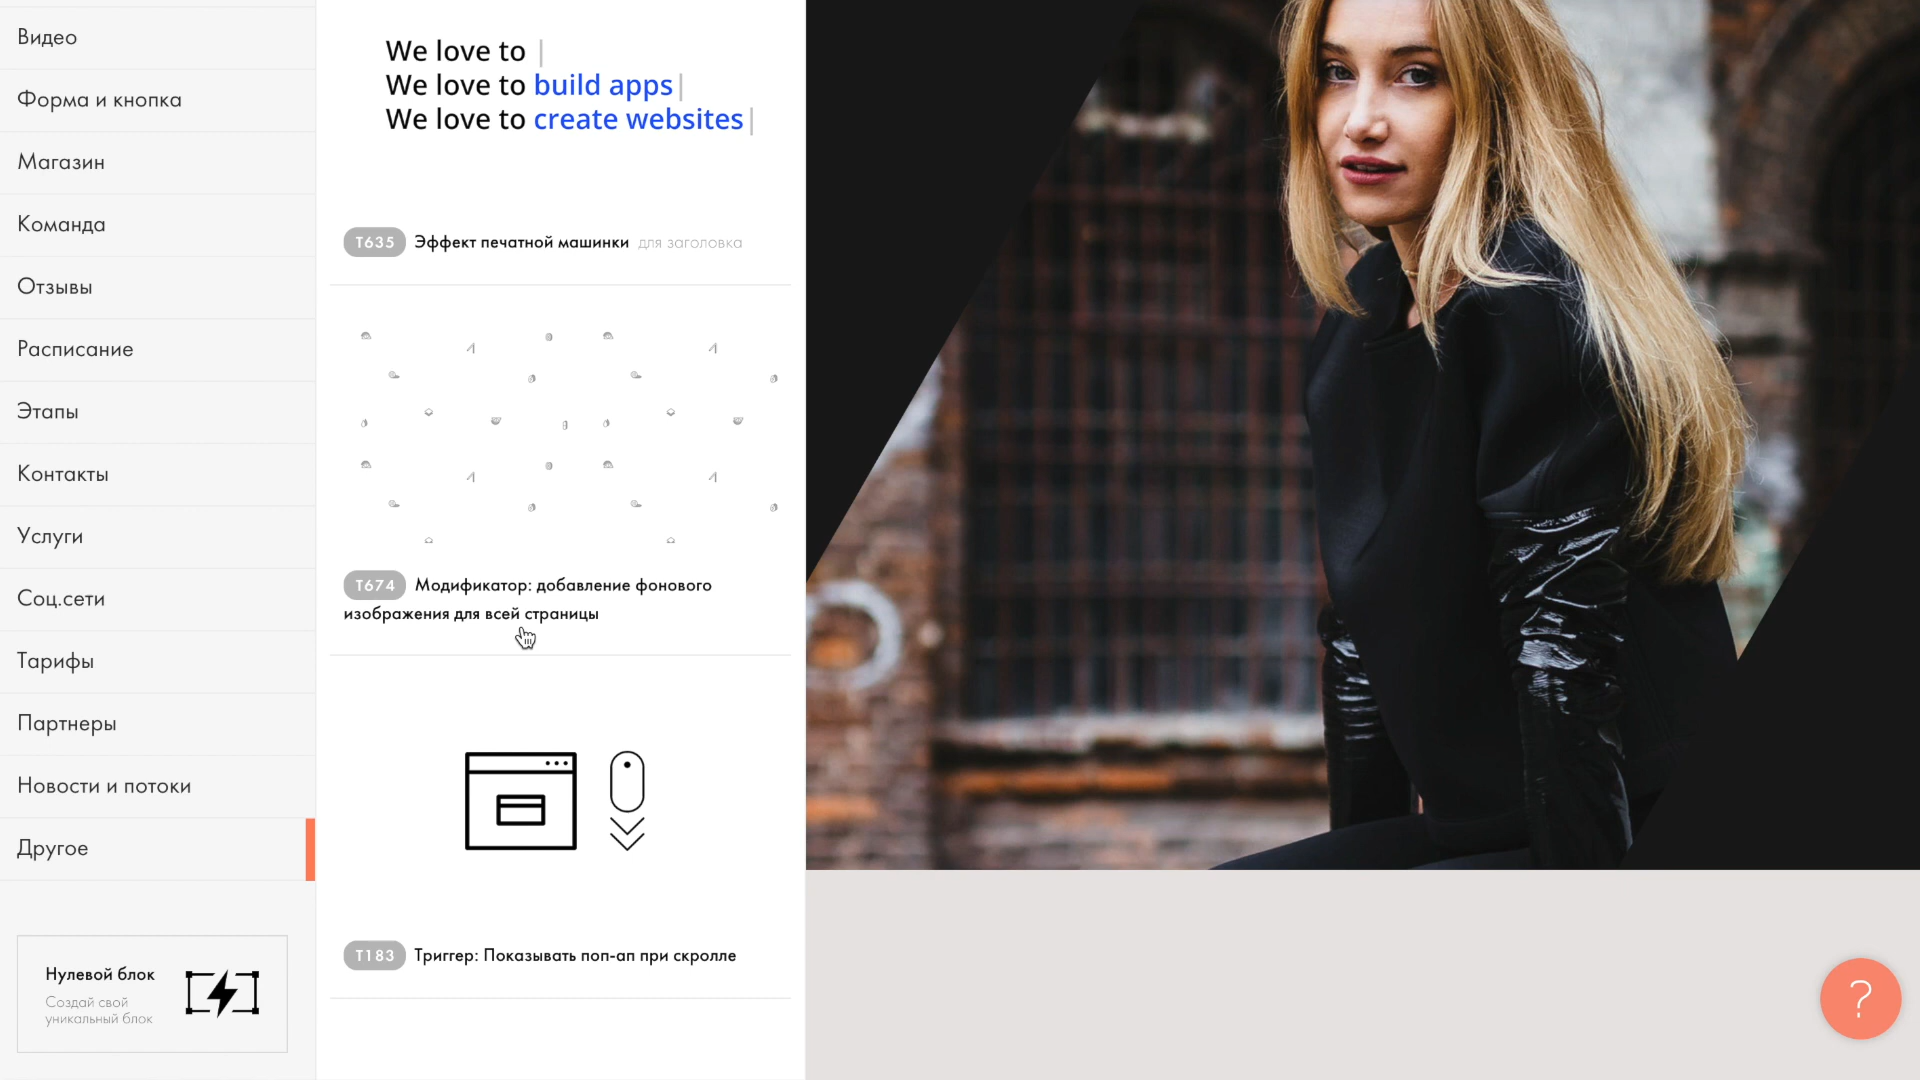 Видео
Форма и кнопка
Магазин
Команда
Отзывы
Расписание
Этапы
Контакты
Услуги
Соц.сети
Тарифы
Партнеры
Новости и потоки
Другое
Нулевой блок
Создай свой
уникальный блок
We love to |
We love to build apps|
We love to create websites|
T635 Эффект печатной машинки для заголовка
T674 Модификатор: добавление фонового
изображения для всей страницы
T183 Триггер: Показывать поп-ап при скролле
?